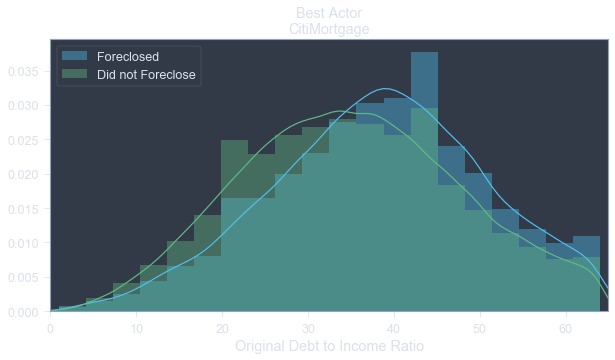 Best Actor
CitiMortgage
Foreclosed
Did not Foreclose
0.035
0.030
0.025
0.020
0.015
0.010
0.005
0.000
0 10 20 30 40 50 60
Original Debt to Income Ratio